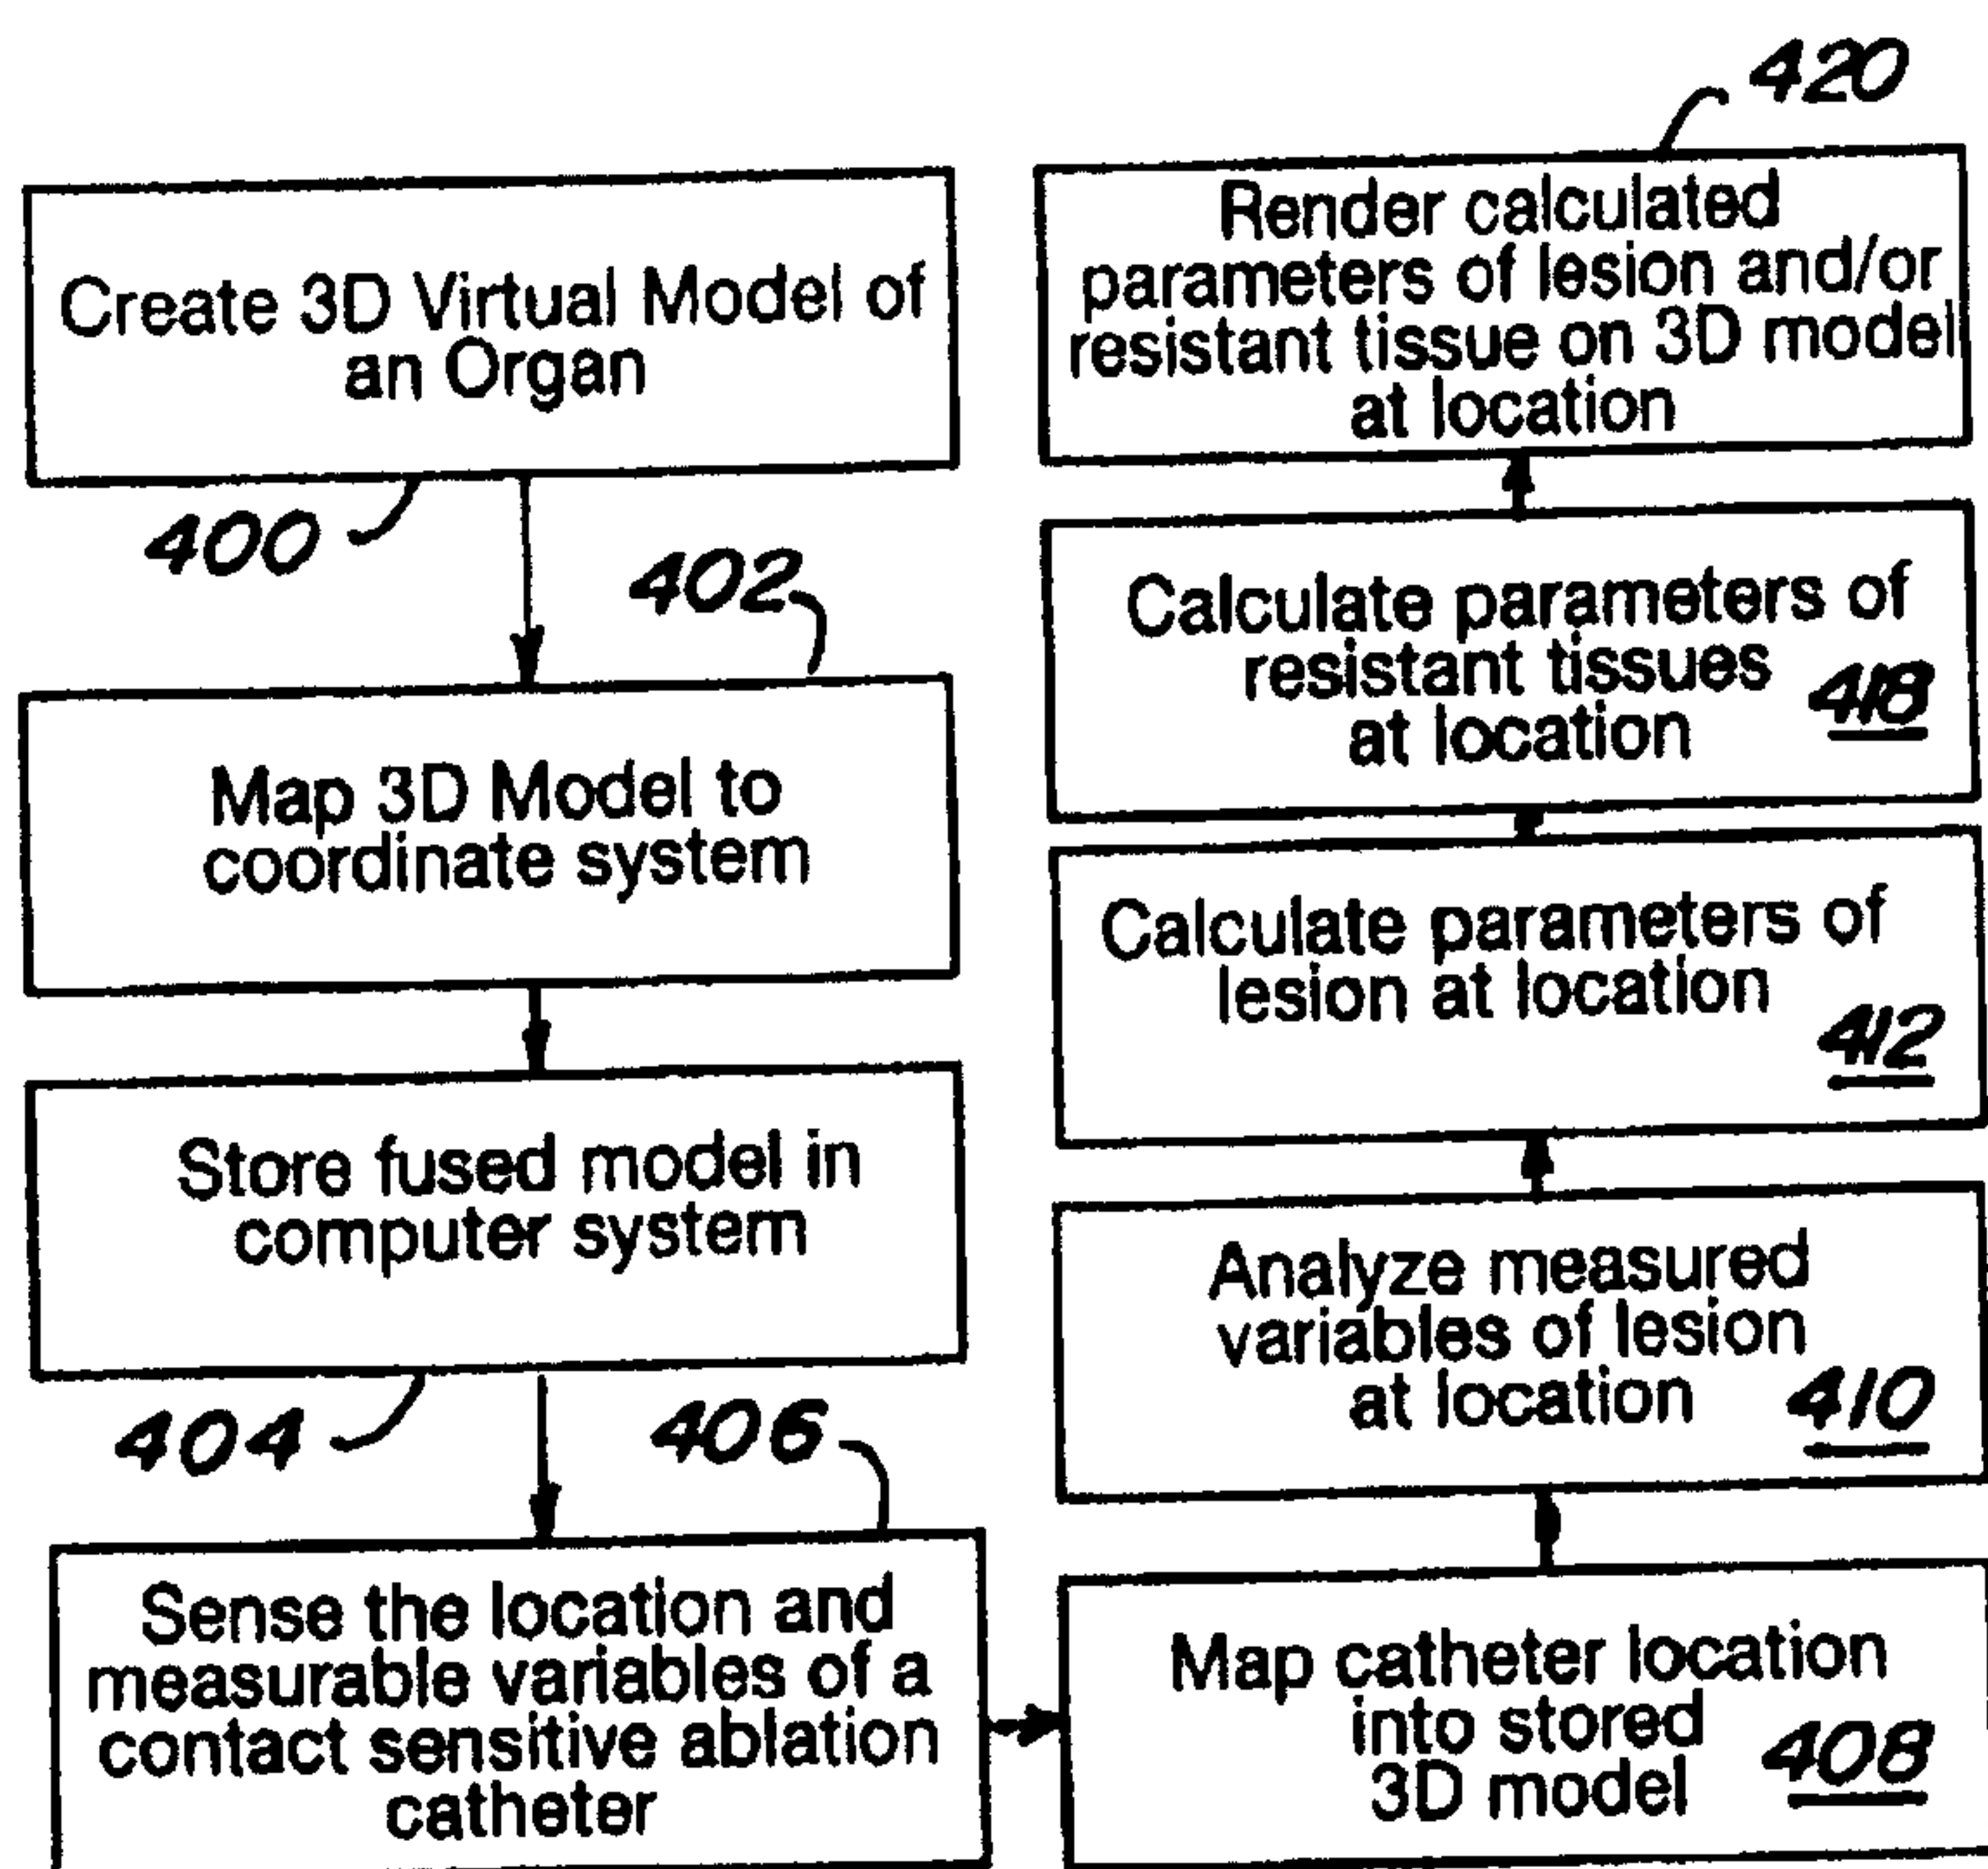 Create 3D Virtual Model of
an Organ
400
402
Map 3D Model to
coordinate system
Store fused model in
computer system
404
406
Sense the location and
measurable variables of a
contact sensitive ablation
catheter
Map catheter location
into stored
3D model
408
Analyze measured
variables of lesion
at location
410
Calculate parameters of
lesion at location
412
Calculate parameters of
resistant tissues
at location
418
420
Render calculated
parameters of lesion and/or
resistant tissue on 3D model
at location